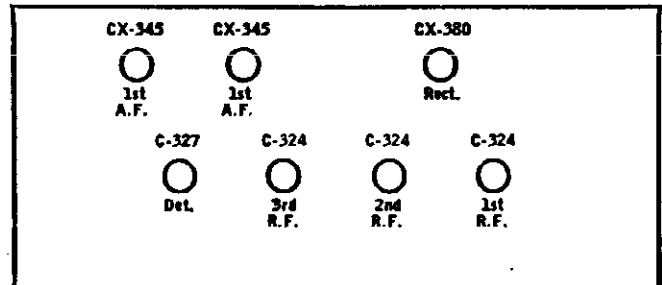 CX-345 CX-345 CX-380
1st 1st Rect.
A.F. A.F.
C-327 C-324 C-324 C-324
Det. 3rd 2nd 1st
R.F. R.F. R.F.